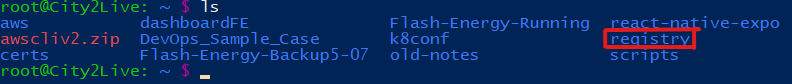 root@City2Live: ~ $ ls
aws dashboardFE Flash-Energy-Running react-native-expo
awscliv2.zip DevOps_Sample_Case k8conf registry
certs Flash-Energy-Backup5-07 old-notes scripts
root@City2Live: ~ $